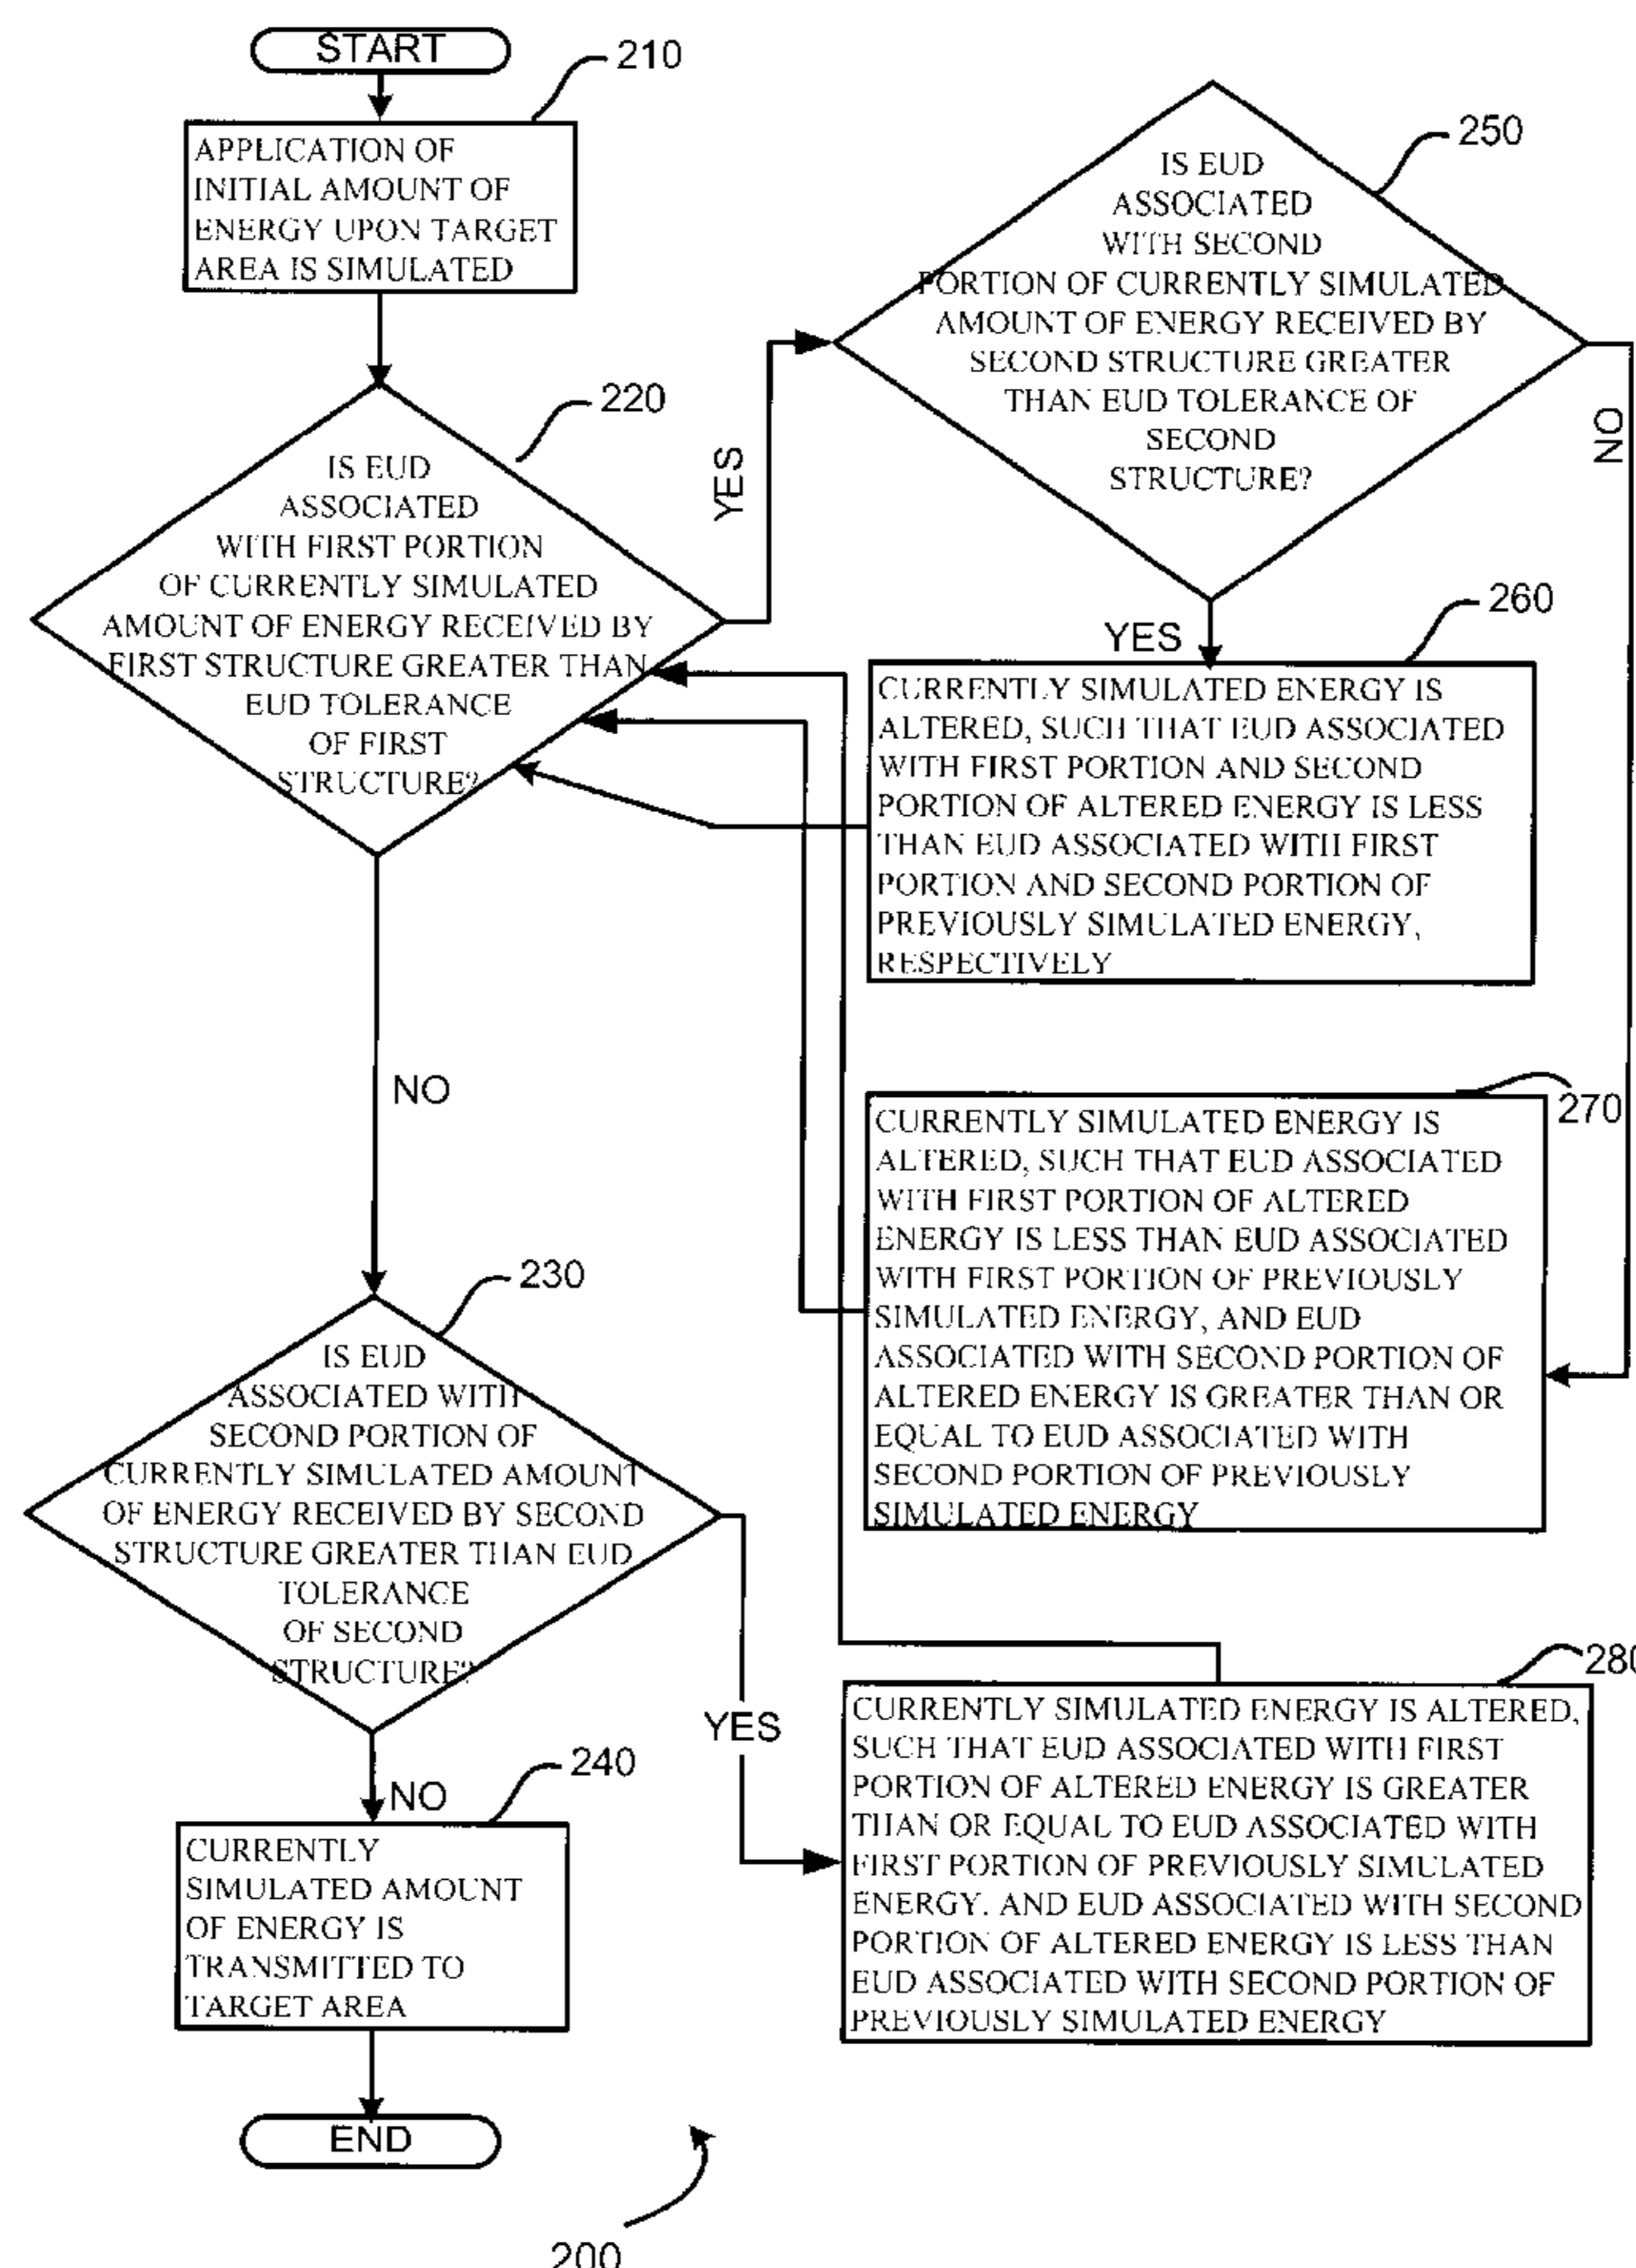 START
210
APPLICATION OF
INITIAL AMOUNT OF
ENERGY UPON TARGET
AREA IS SIMULATED
220
IS EUD
ASSOCIATED
WITH FIRST PORTION
OF CURRENTLY SIMULATED
AMOUNT OF ENERGY RECEIVED BY
FIRST STRUCTURE GREATER THAN
EUD TOLERANCE
OF FIRST
STRUCTURE?
YES
NO
250
IS EUD
ASSOCIATED
WITH SECOND
PORTION OF CURRENTLY SIMULATED
AMOUNT OF ENERGY RECEIVED BY
SECOND STRUCTURE GREATER
THAN EUD TOLERANCE OF
SECOND
STRUCTURE?
NO
YES
260
CURRENTLY SIMULATED ENERGY IS
ALTERED, SUCH THAT EUD ASSOCIATED
WITH FIRST PORTION AND SECOND
PORTION OF ALTERED ENERGY IS LESS
THAN EUD ASSOCIATED WITH FIRST
PORTION AND SECOND PORTION OF
PREVIOUSLY SIMULATED ENERGY,
RESPECTIVELY
270
CURRENTLY SIMULATED ENERGY IS
ALTERED, SUCH THAT EUD ASSOCIATED
WITH FIRST PORTION OF ALTERED
ENERGY IS LESS THAN EUD ASSOCIATED
WITH FIRST PORTION OF PREVIOUSLY
SIMULATED ENERGY, AND EUD
ASSOCIATED WITH SECOND PORTION OF
ALTERED ENERGY IS GREATER THAN OR
EQUAL TO EUD ASSOCIATED WITH
SECOND PORTION OF PREVIOUSLY
SIMULATED ENERGY
230
IS EUD
ASSOCIATED WITH
SECOND PORTION OF
CURRENTLY SIMULATED AMOUNT
OF ENERGY RECEIVED BY SECOND
STRUCTURE GREATER THAN EUD
TOLERANCE
OF SECOND
STRUCTURE?
YES
NO
280
CURRENTLY SIMULATED ENERGY IS ALTERED,
SUCH THAT EUD ASSOCIATED WITH FIRST
PORTION OF ALTERED ENERGY IS GREATER
THAN OR EQUAL TO EUD ASSOCIATED WITH
FIRST PORTION OF PREVIOUSLY SIMULATED
ENERGY. AND EUD ASSOCIATED WITH SECOND
PORTION OF ALTERED ENERGY IS LESS THAN
EUD ASSOCIATED WITH SECOND PORTION OF
PREVIOUSLY SIMULATED ENERGY
240
CURRENTLY
SIMULATED AMOUNT
OF ENERGY IS
TRANSMITTED TO
TARGET AREA
END
200